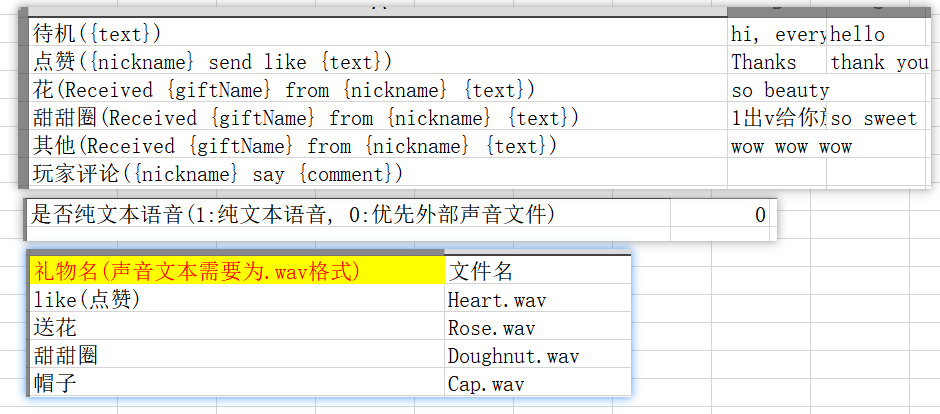 待机({text}) hi, every hello
点赞({nickname} send like {text}) Thanks thank you
花(Received {giftName} from {nickname} {text}) so beauty
甜甜圈(Received {giftName} from {nickname} {text}) 1出v给你 so sweet
其他(Received {giftName} from {nickname} {text}) wow wow wow
玩家评论({nickname} say {comment})
是否纯文本语音(1:纯文本语音, 0:优先外部声音文件) 0
礼物名(声音文本需要为.wav格式) 文件名
like(点赞) Heart.wav
送花 Rose.wav
甜甜圈 Doughnut.wav
帽子 Cap.wav